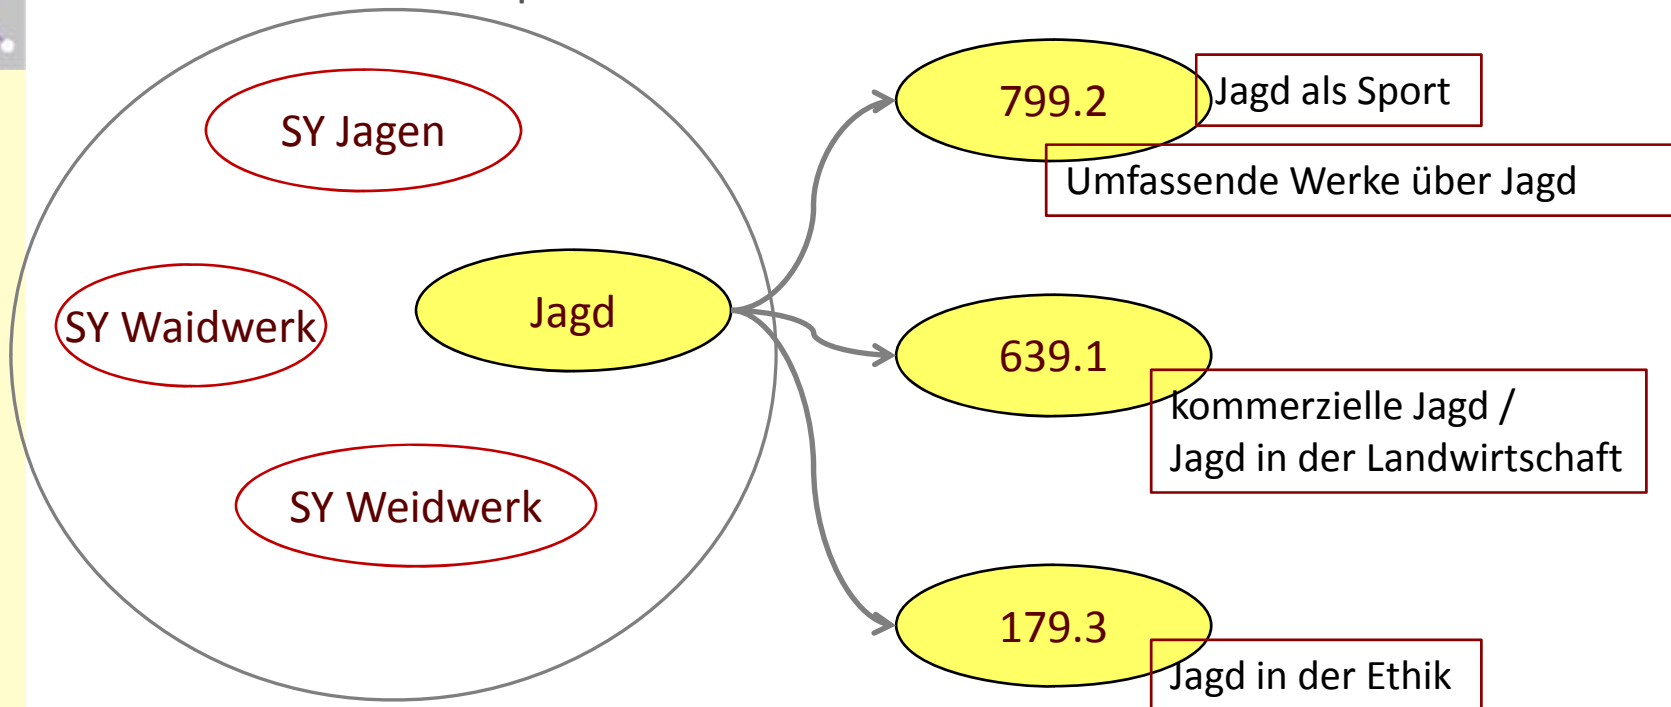 SY Jagen
SY Waidwerk
Jagd
SY Weidwerk
799.2
Jagd als Sport
Umfassende Werke über Jagd
639.1
kommerzielle Jagd /
Jagd in der Landwirtschaft
179.3
Jagd in der Ethik